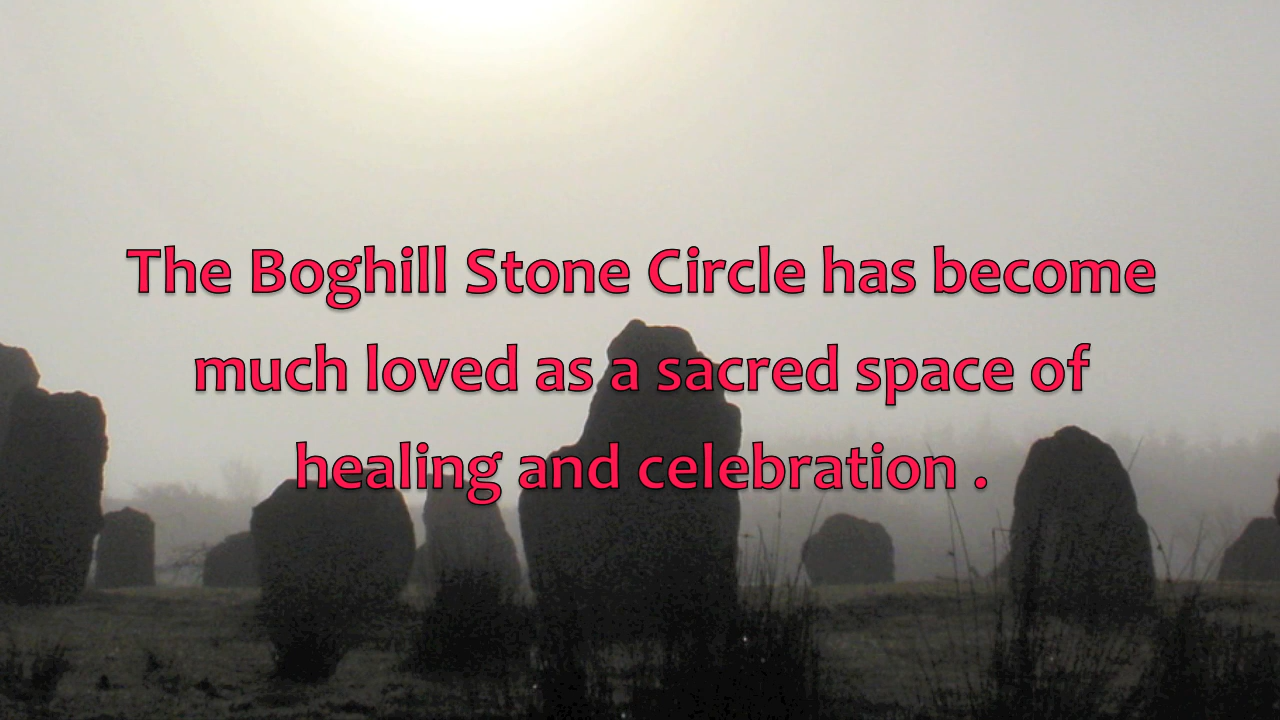 The Boghill Stone Circle has become
much loved as a sacred space of
healing and celebration .